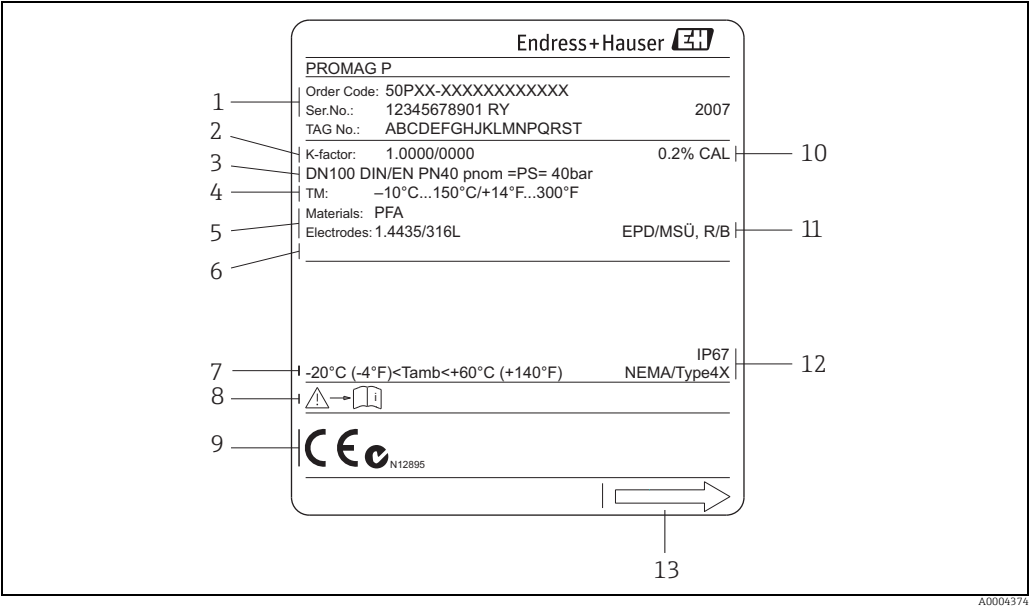 Endress+Hauser EH
PROMAG P
1 Order Code: 50PXX-XXXXXXXXXXXX
Ser.No.: 12345678901 RY 2007
TAG No.: ABCDEFGHJKLMNPQRST
2 K-factor: 1.0000/0000 0.2% CAL 10
3 DN100 DIN/EN PN40 pnom =PS= 40bar
4 TM: –10°C...150°C/+14°F...300°F
Materials: PFA
5 Electrodes: 1.4435/316L EPD/MSÜ, R/B 11
6
IP67
7 -20°C (-4°F)<Tamb<+60°C (+140°F) NEMA/Type4X 12
8 i
9 CE N12895
13
A0004374